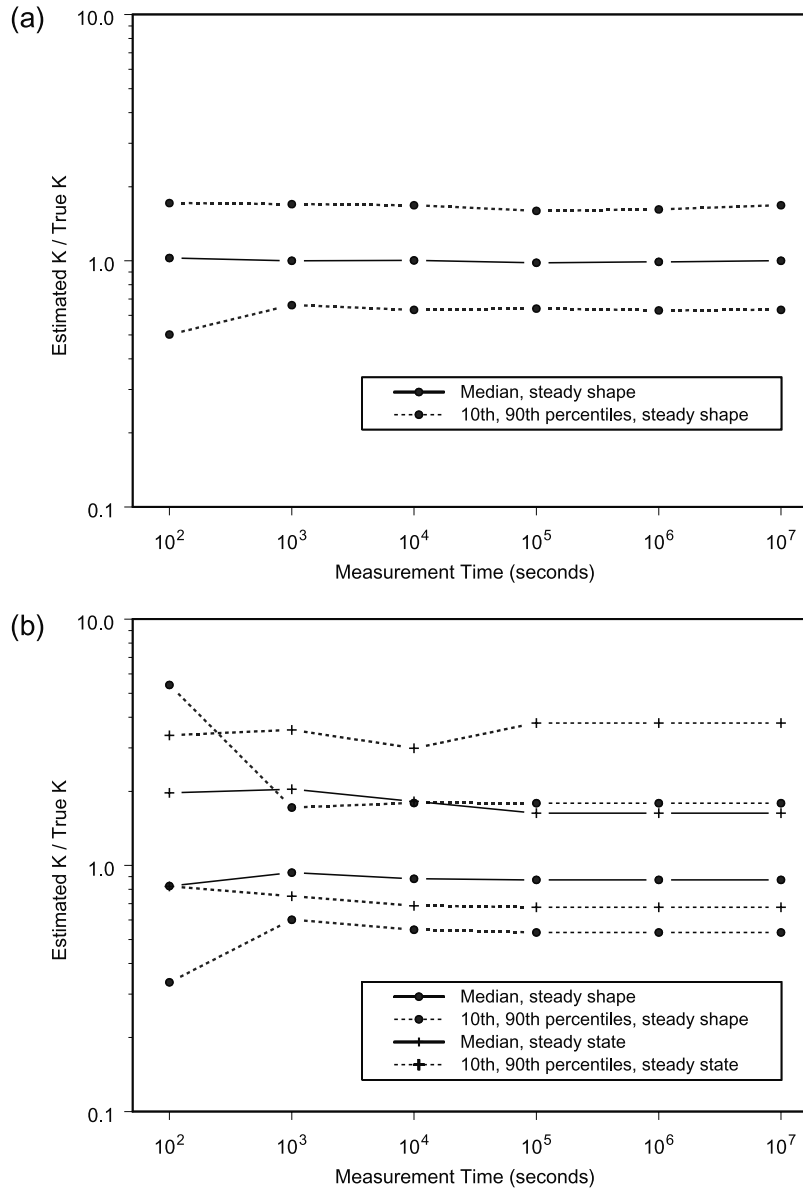 (a)
10.0
1.0
0.1
Estimated K / True K
10² 10³ 10⁴ 10⁵ 10⁶ 10⁷
Measurement Time (seconds)
Median, steady shape
10th, 90th percentiles, steady shape
(b)
10.0
1.0
0.1
Estimated K / True K
10² 10³ 10⁴ 10⁵ 10⁶ 10⁷
Measurement Time (seconds)
Median, steady shape
10th, 90th percentiles, steady shape
Median, steady state
10th, 90th percentiles, steady state